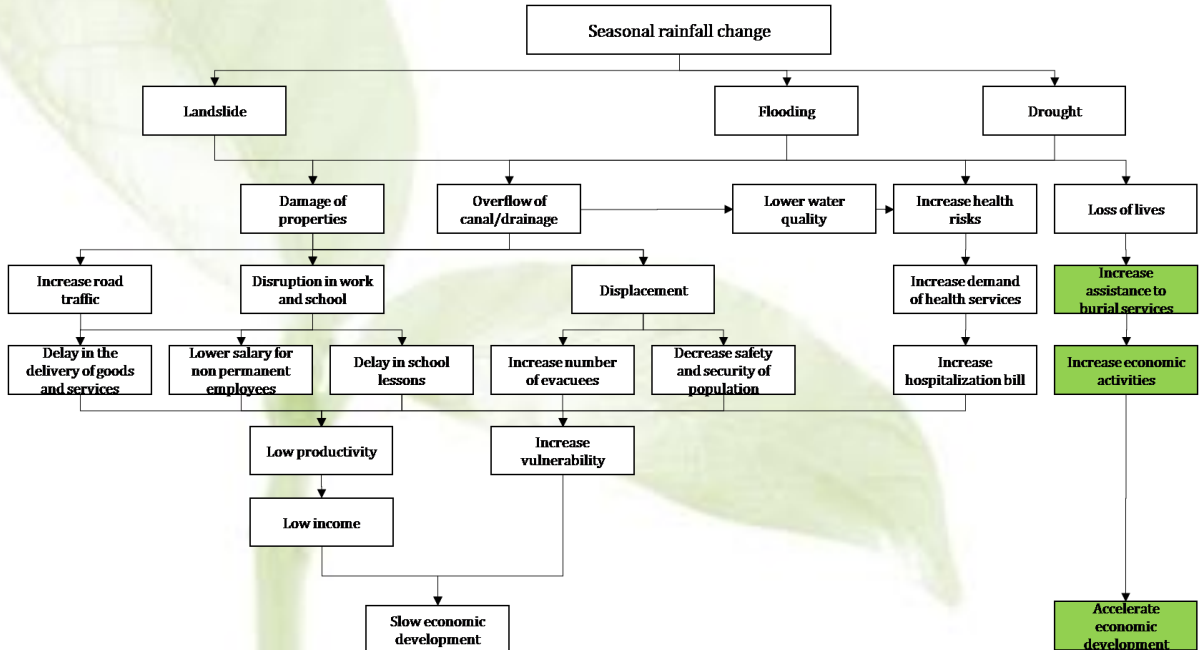 Seasonal rainfall change
Landslide
Flooding
Drought
Damage of
properties
Overflow of
canal/drainage
Lower water
quality
Increase health
risks
Loss of lives
Increase road
traffic
Disruption in work
and school
Displacement
Increase demand
of health services
Increase
assistance to
burial services
Delay in the
delivery of goods
and services
Lower salary for
non permanent
employees
Delay in school
lessons
Increase number
of evacuees
Decrease safety
and security of
population
Increase
hospitalization bill
Increase economic
activities
Low productivity
Increase
vulnerability
Low income
Slow economic
development
Accelerate
economic
development